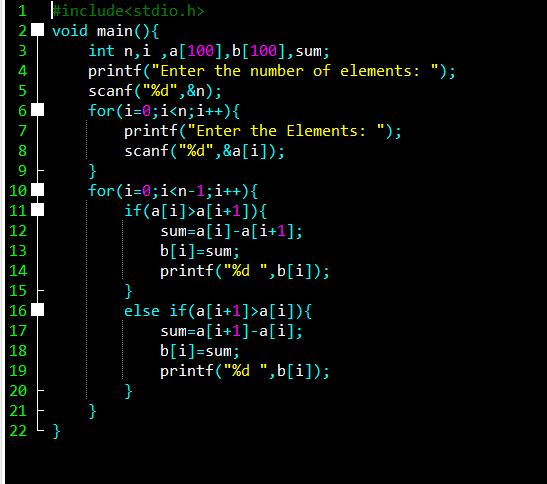 1 #include<stdio.h>
2 void main(){
3 int n,i ,a[100],b[100],sum;
4 printf("Enter the number of elements: ");
5 scanf("%d",&n);
6 for(i=0;i<n;i++){
7 printf("Enter the Elements: ");
8 scanf("%d",&a[i]);
9 }
10 for(i=0;i<n-1;i++){
11 if(a[i]>a[i+1]){
12 sum=a[i]-a[i+1];
13 b[i]=sum;
14 printf("%d ",b[i]);
15 }
16 else if(a[i+1]>a[i]){
17 sum=a[i+1]-a[i];
18 b[i]=sum;
19 printf("%d ",b[i]);
20 }
21 }
22 }